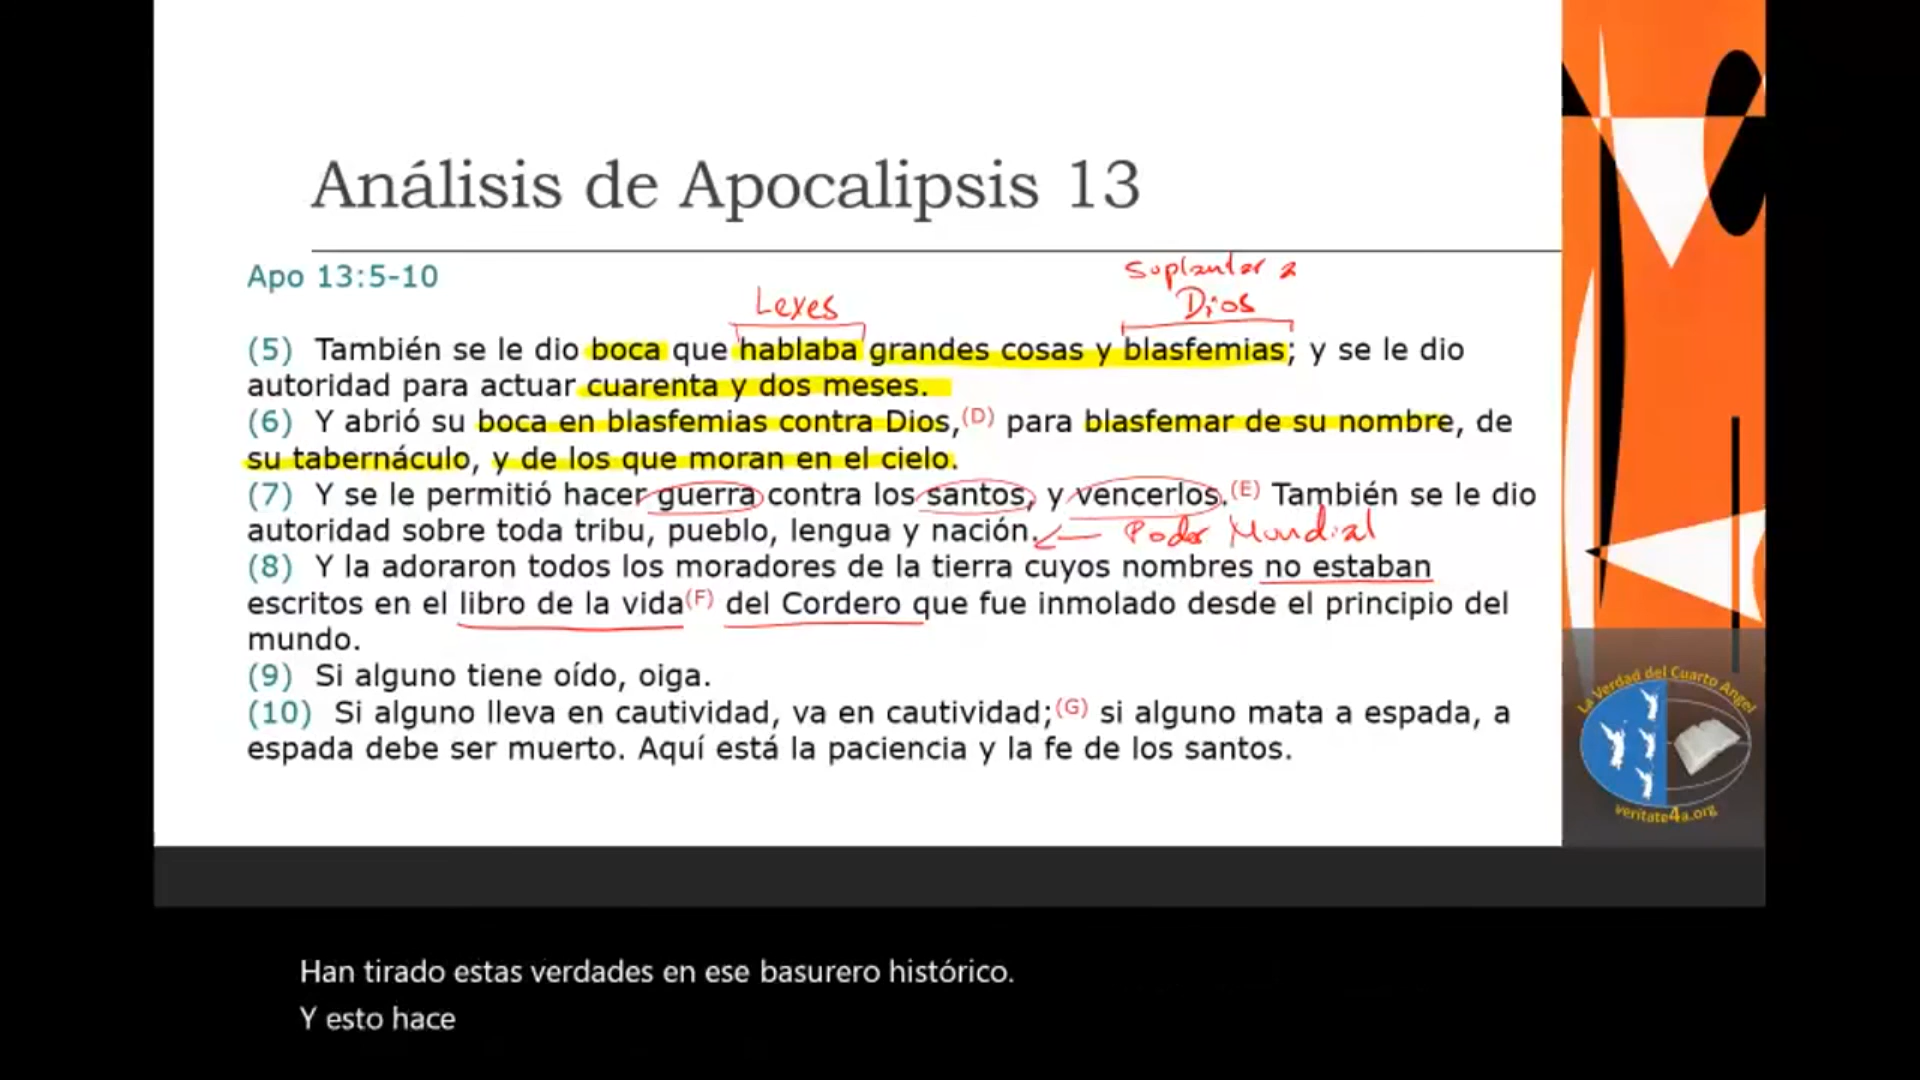 Análisis de Apocalipsis 13
Apo 13:5-10
Suplantar a
Dios
Leyes
(5) También se le dio boca que hablaba grandes cosas y blasfemias; y se le dio
autoridad para actuar cuarenta y dos meses.
(6) Y abrió su boca en blasfemias contra Dios,(D) para blasfemar de su nombre, de
su tabernáculo, y de los que moran en el cielo.
(7) Y se le permitió hacer guerra contra los santos, y vencerlos.(E) También se le dio
autoridad sobre toda tribu, pueblo, lengua y nación.
Poder Mundial
(8) Y la adoraron todos los moradores de la tierra cuyos nombres no estaban
escritos en el libro de la vida(F) del Cordero que fue inmolado desde el principio del
mundo.
(9) Si alguno tiene oído, oiga.
(10) Si alguno lleva en cautividad, va en cautividad;(G) si alguno mata a espada, a
espada debe ser muerto. Aquí está la paciencia y la fe de los santos.
La Verdad del Cuarto Angel
veritate4a.org
Han tirado estas verdades en ese basurero histórico.
Y esto hace